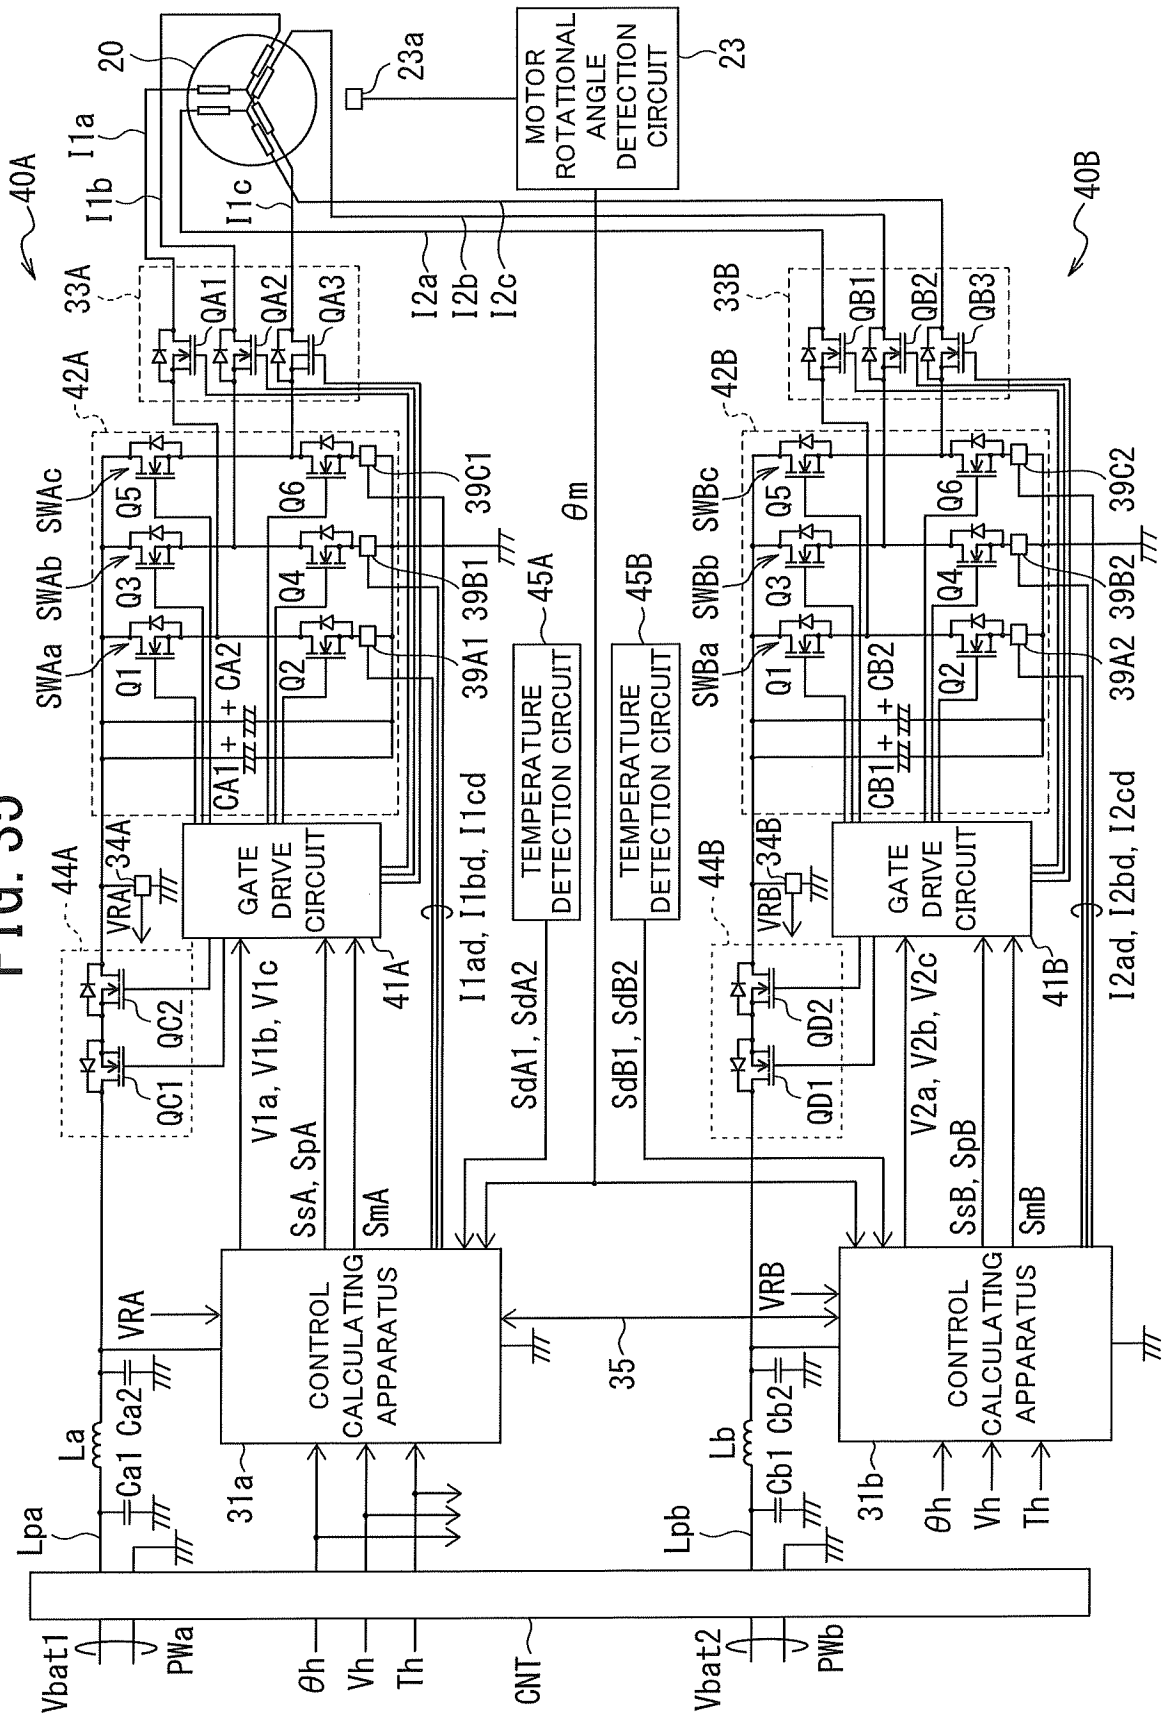 FIG. 35
40A
44A
42A
33A
I1a
I1b
I1c
20
QC1
QC2
VRA
34A
SWAa
SWAb
SWAc
Q1
Q3
Q5
CA1
CA2
Q2
Q4
Q6
QA1
QA2
QA3
39A1
39B1
39C1
I2a
I2b
I2c
23a
MOTOR
ROTATIONAL
ANGLE
DETECTION
CIRCUIT
23
Vbat1
PWa
Lpa
La
Ca1
Ca2
VRA
CONTROL
CALCULATING
APPARATUS
31a
θh
Vh
Th
GATE
DRIVE
CIRCUIT
41A
V1a, V1b, V1c
SsA, SpA
SmA
I1ad, I1bd, I1cd
TEMPERATURE
DETECTION CIRCUIT
45A
SdA1, SdA2
TEMPERATURE
DETECTION CIRCUIT
45B
SdB1, SdB2
θm
35
CNT
40B
44B
42B
33B
QD1
QD2
VRB
34B
SWBa
SWBb
SWBc
Q1
Q3
Q5
CB1
CB2
Q2
Q4
Q6
QB1
QB2
QB3
39A2
39B2
39C2
Vbat2
PWb
Lpb
Lb
Cb1
Cb2
VRB
CONTROL
CALCULATING
APPARATUS
31b
θh
Vh
Th
GATE
DRIVE
CIRCUIT
41B
V2a, V2b, V2c
SsB, SpB
SmB
I2ad, I2bd, I2cd